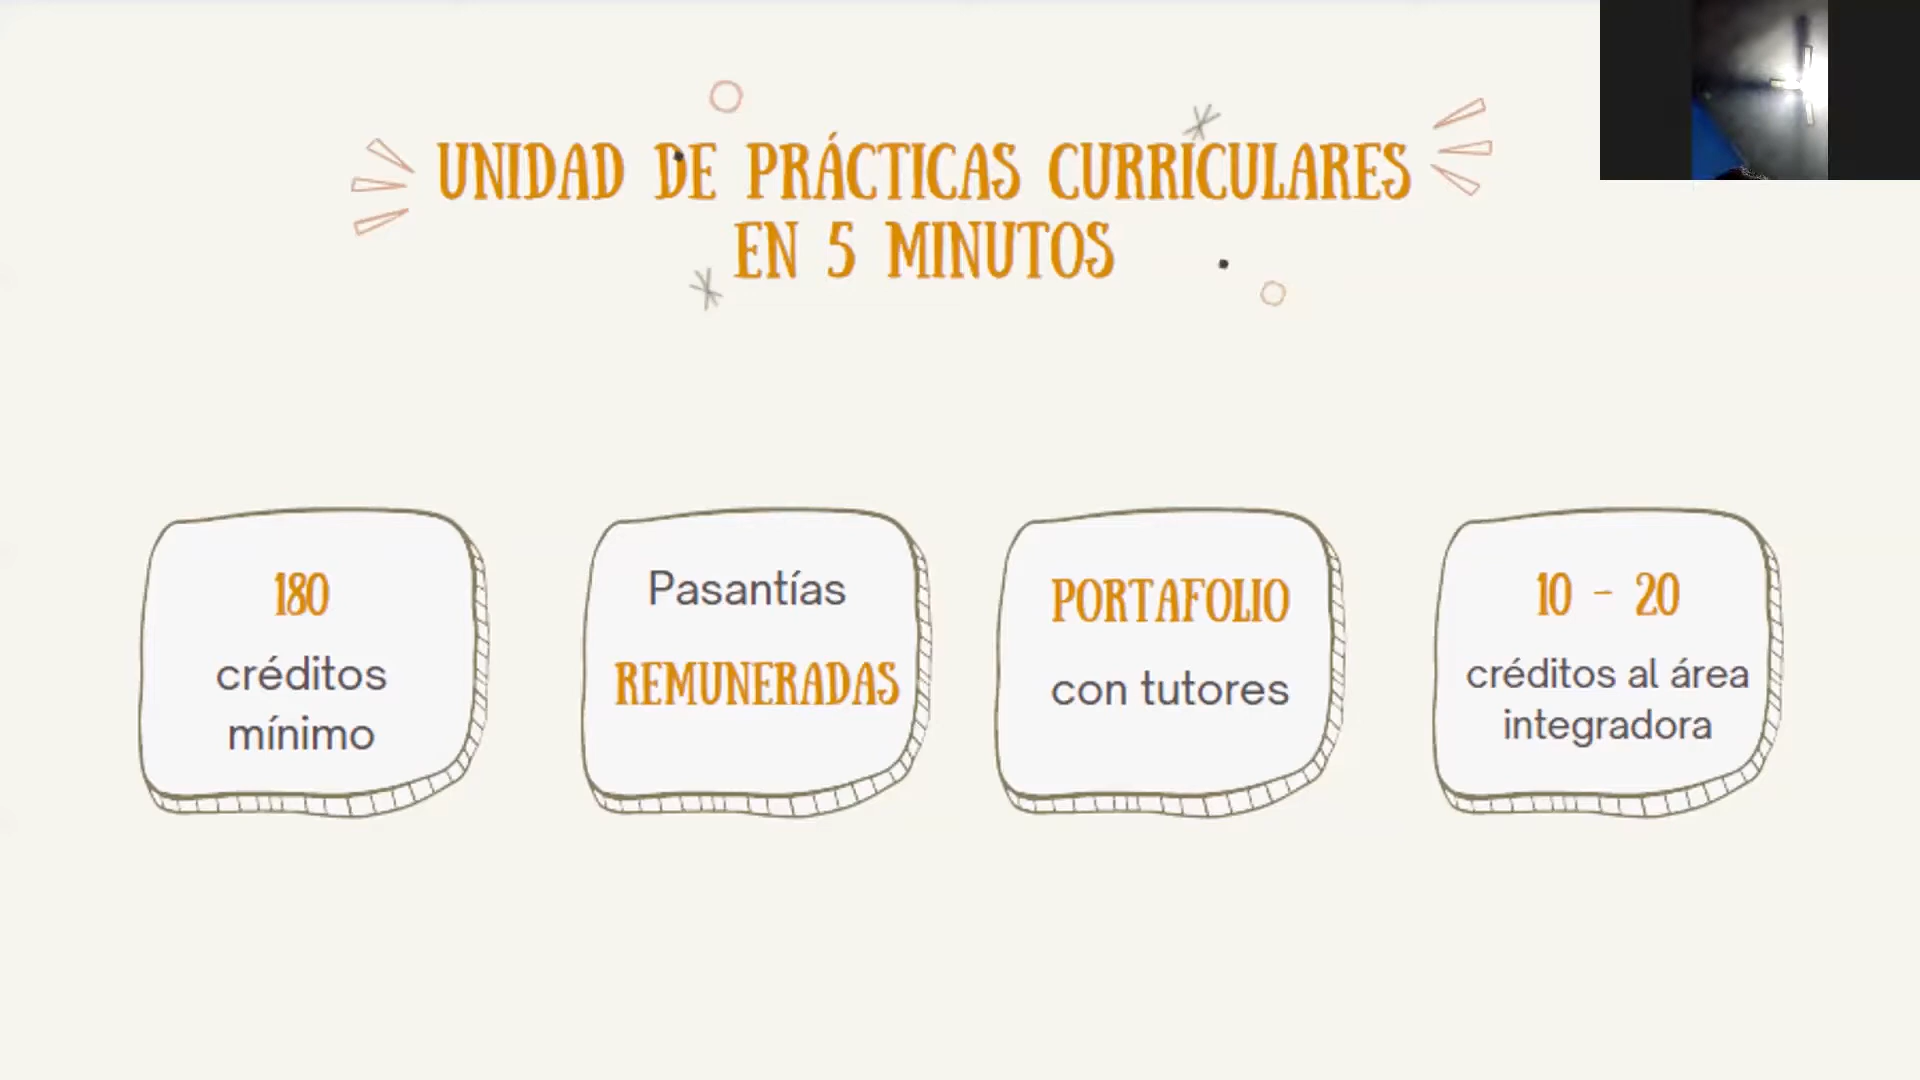 UNIDAD DE PRÁCTICAS CURRICULARES
EN 5 MINUTOS
180
créditos
mínimo
Pasantías
REMUNERADAS
PORTAFOLIO
con tutores
10 - 20
créditos al área
integradora